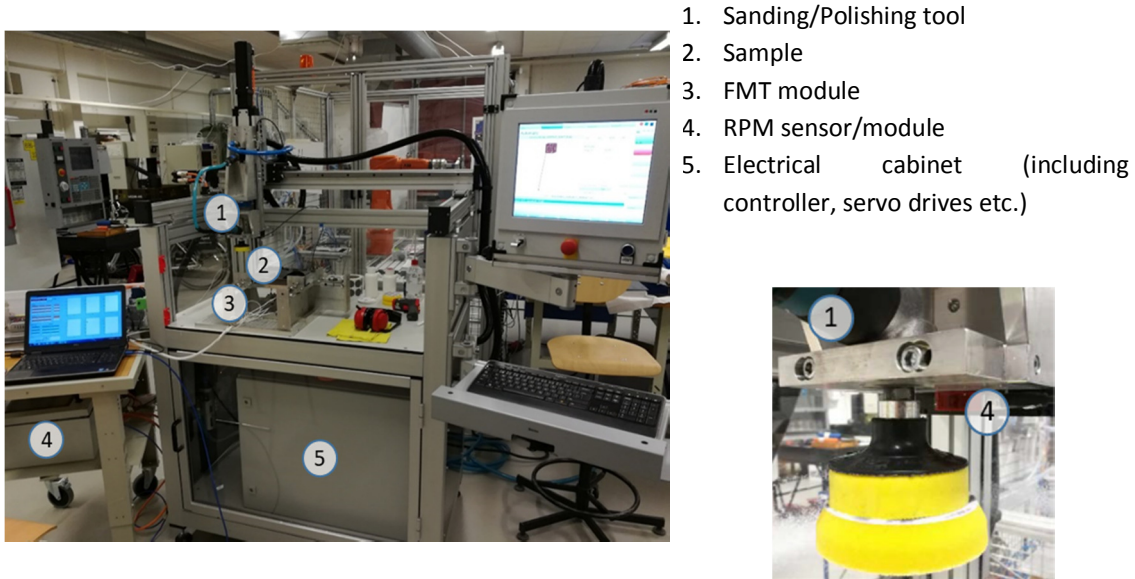 1. Sanding/Polishing tool
2. Sample
3. FMT module
4. RPM sensor/module
5. Electrical cabinet (including
controller, servo drives etc.)
1
2
3
4
5
1
4